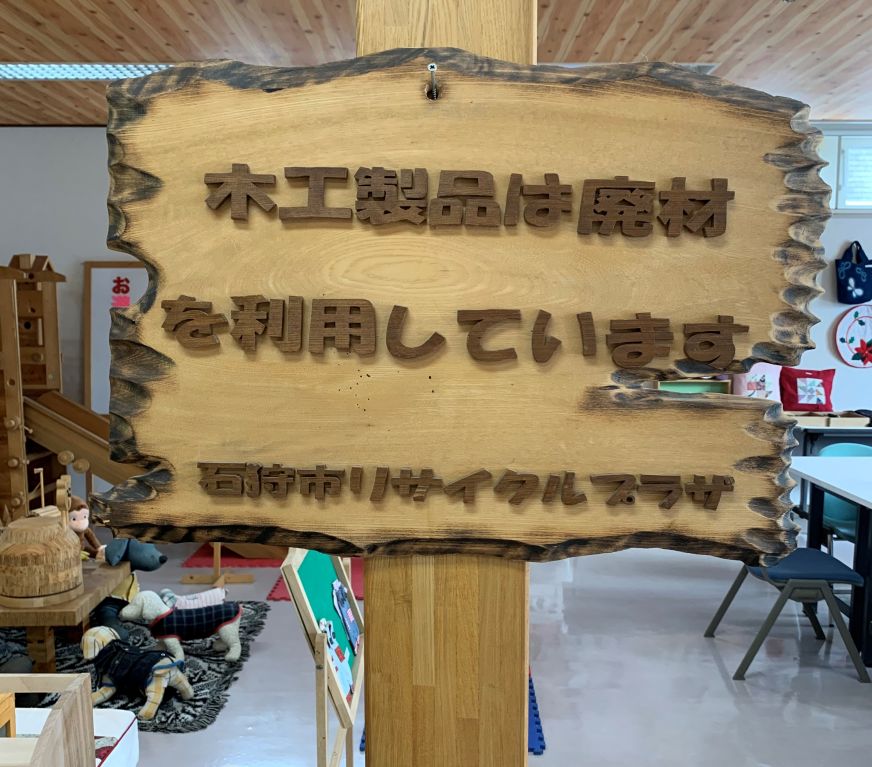 木工製品は廃材
を利用しています
石狩市リサイクルプラザ
お